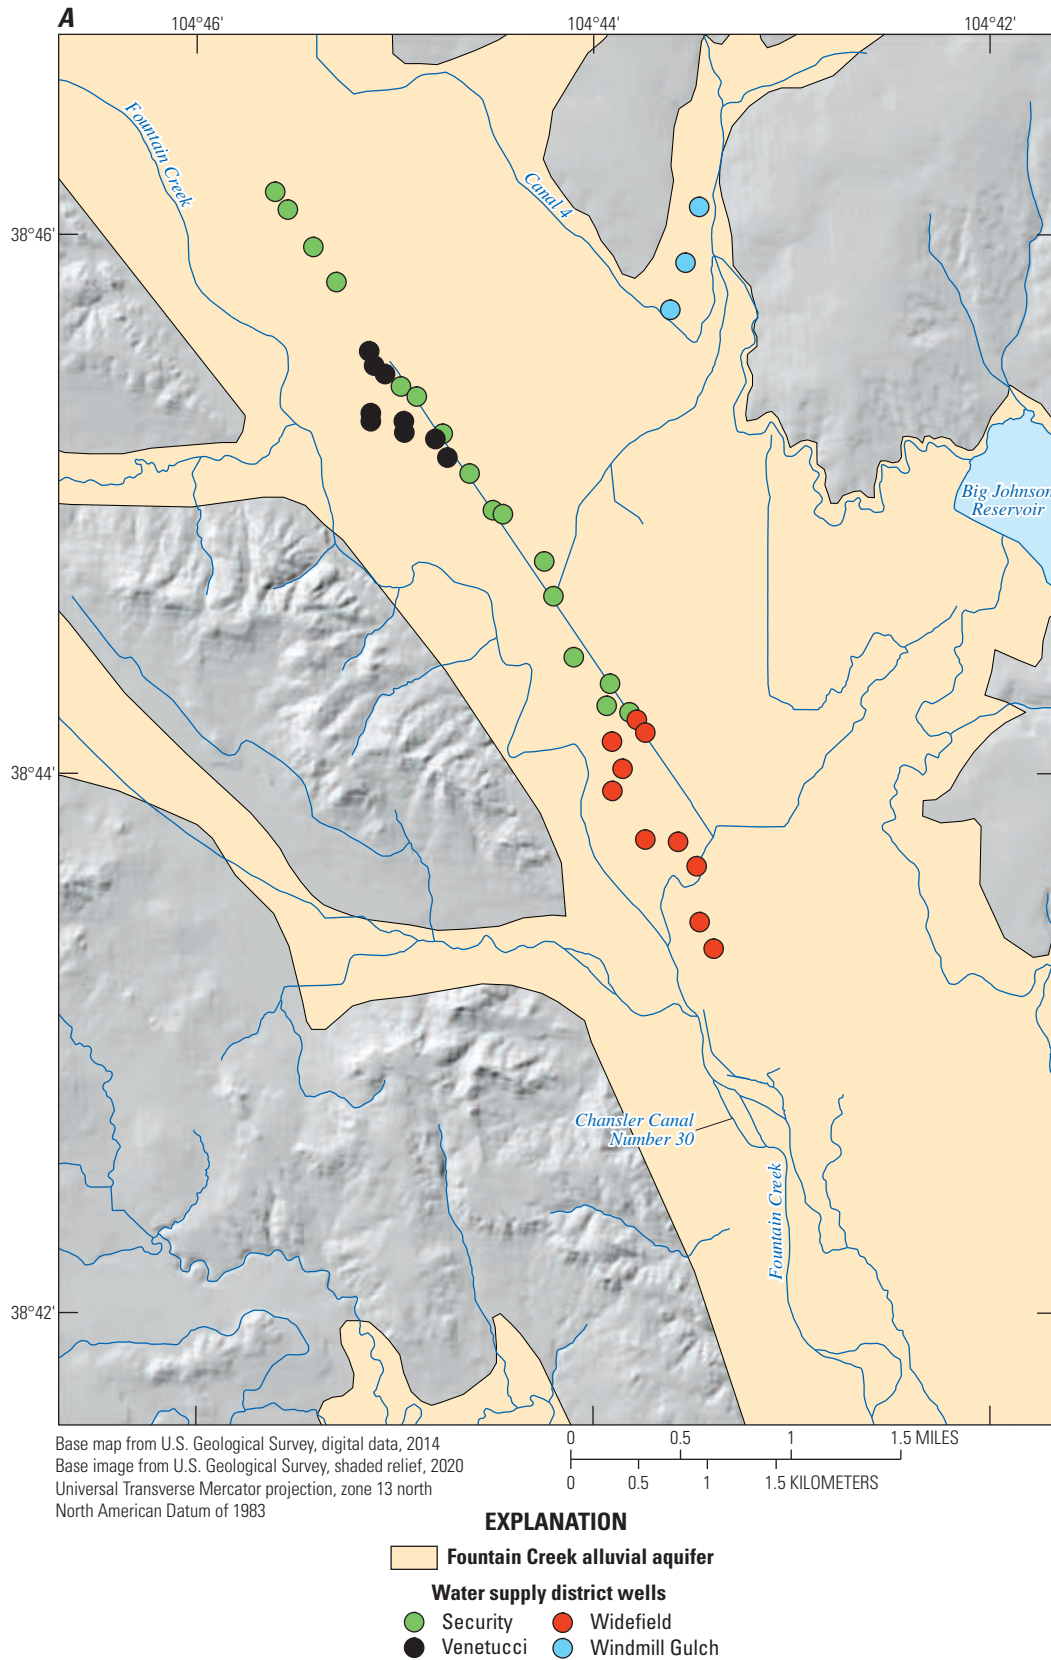 A
104°46'
104°44'
104°42'
Fountain Creek
Canal 4
38°46'
Big Johnson
Reservoir
38°44'
Chansler Canal
Number 30
Fountain Creek
38°42'
Base map from U.S. Geological Survey, digital data, 2014
Base image from U.S. Geological Survey, shaded relief, 2020
Universal Transverse Mercator projection, zone 13 north
North American Datum of 1983
0 0.5 1 1.5 MILES
0 0.5 1 1.5 KILOMETERS
EXPLANATION
Fountain Creek alluvial aquifer
Water supply district wells
Security
Widefield
Venetucci
Windmill Gulch